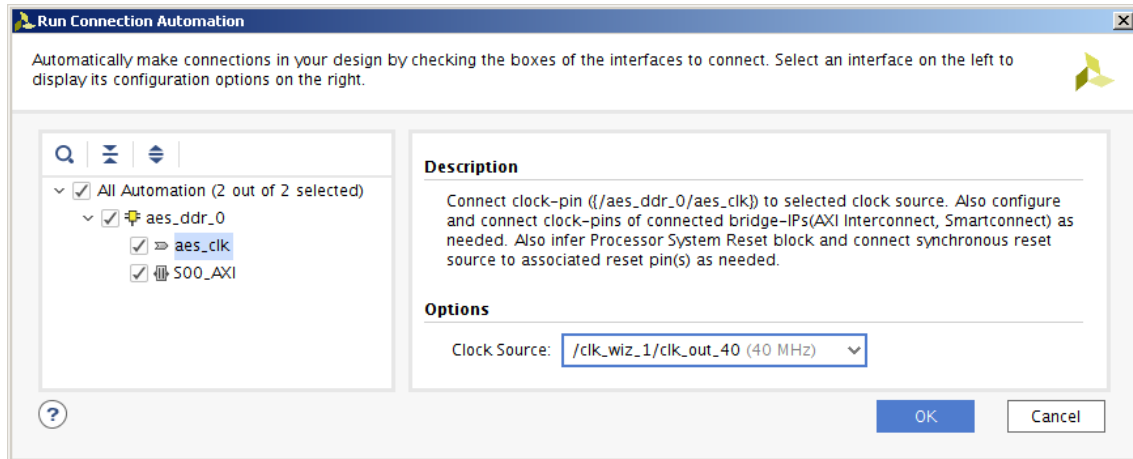 Run Connection Automation
Automatically make connections in your design by checking the boxes of the interfaces to connect. Select an interface on the left to
display its configuration options on the right.
All Automation (2 out of 2 selected)
aes_ddr_0
aes_clk
S00_AXI
Description
Connect clock-pin ({/aes_ddr_0/aes_clk}) to selected clock source. Also configure
and connect clock-pins of connected bridge-IPs(AXI Interconnect, Smartconnect) as
needed. Also infer Processor System Reset block and connect synchronous reset
source to associated reset pin(s) as needed.
Options
Clock Source: /clk_wiz_1/clk_out_40 (40 MHz)
?
OK Cancel